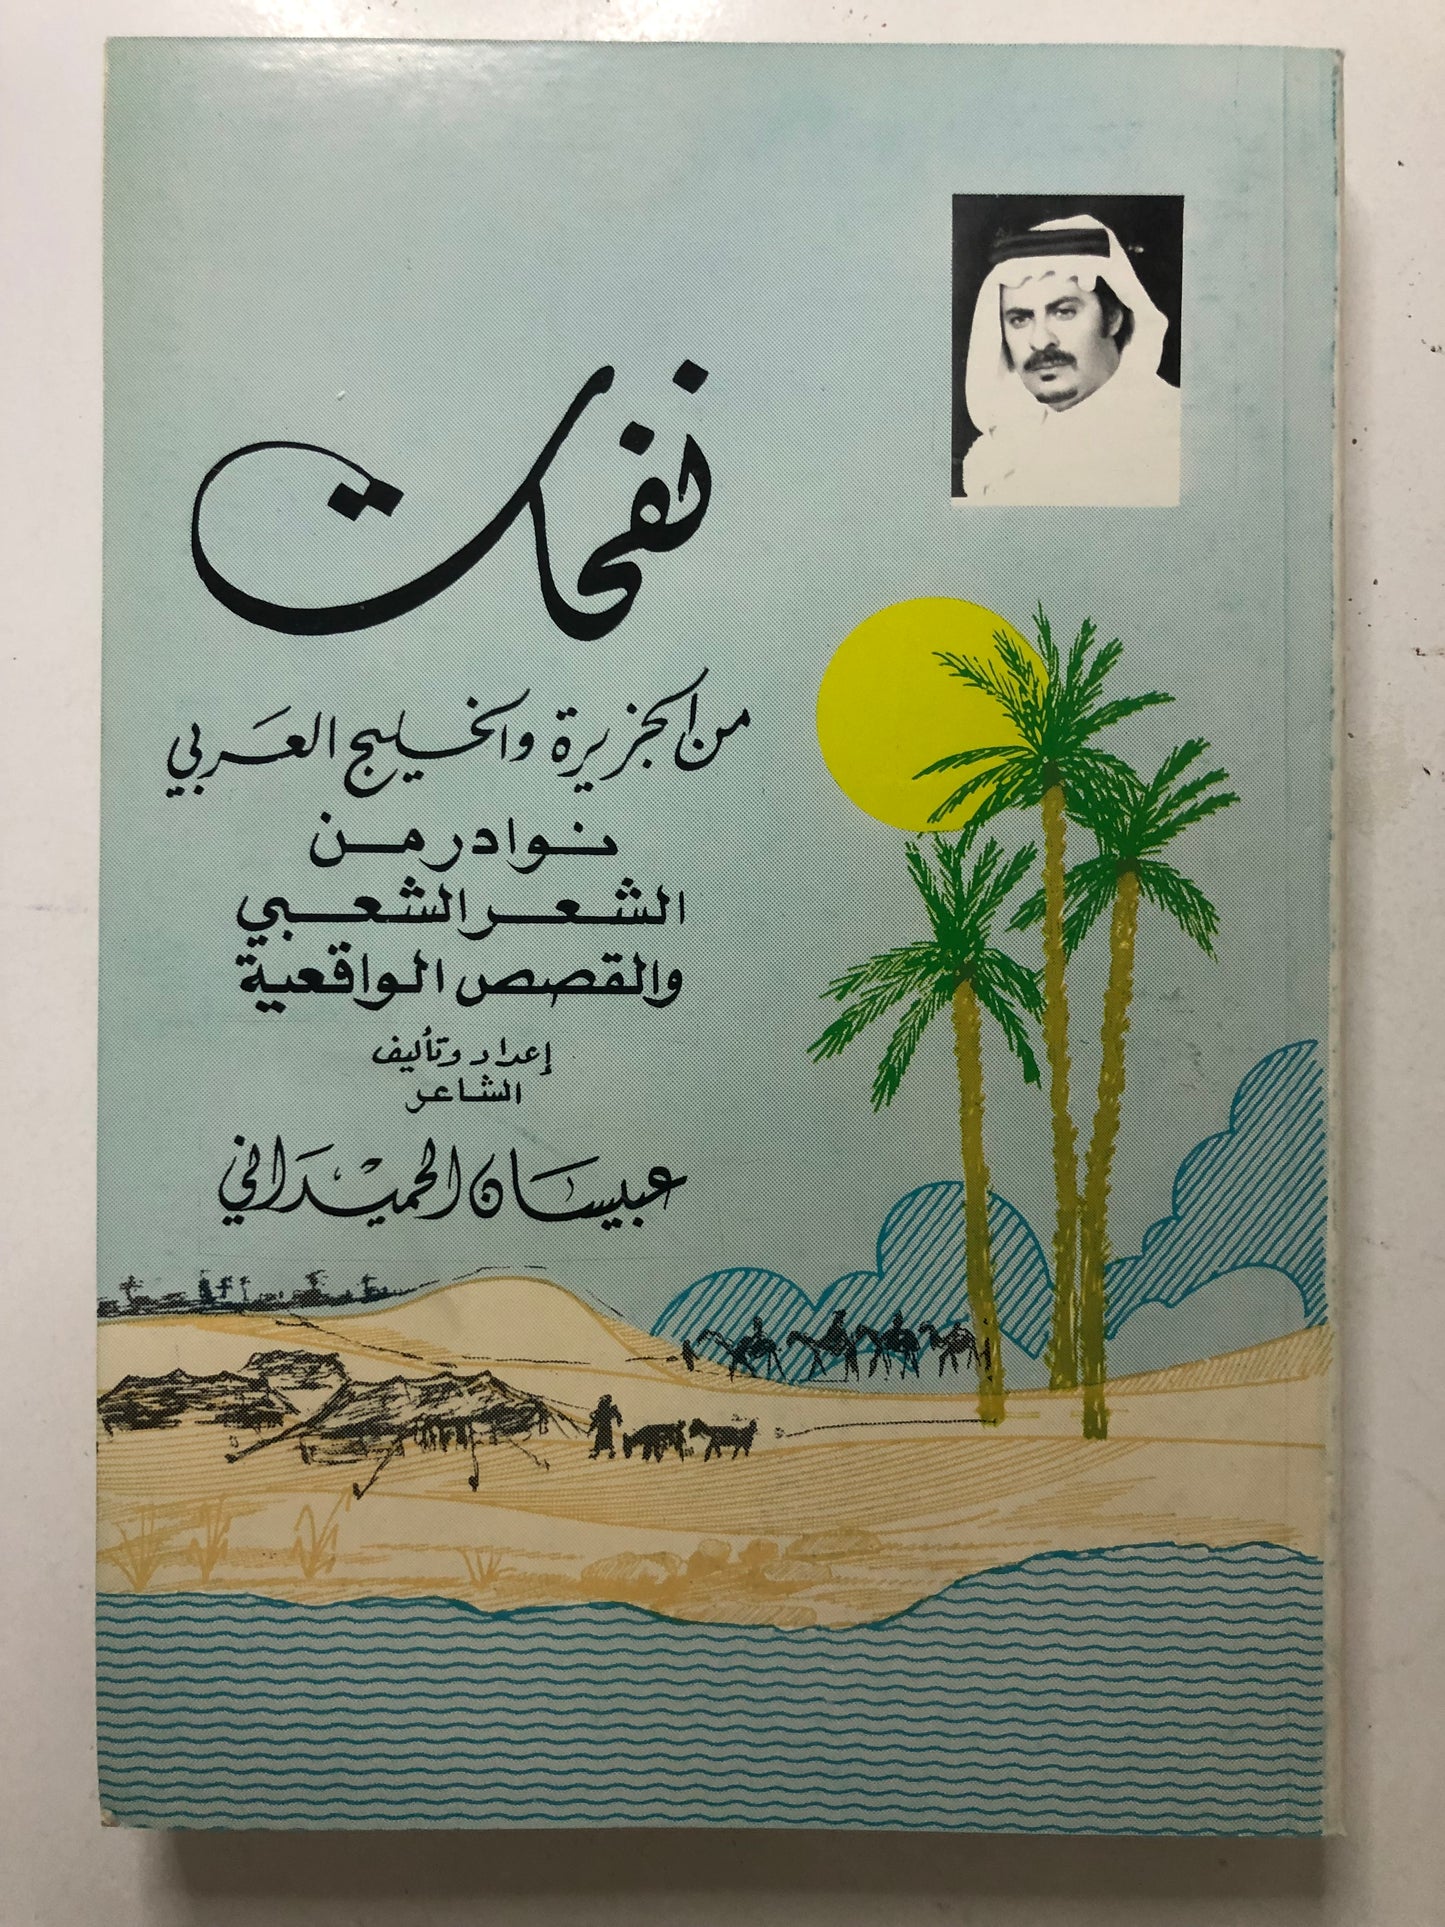 نفحات
من الجزيرة والخليج العربي
نوادر من
الشعر الشعبي
والقصص الواقعية
إعداد وتأليف
الشاعر
عبيسان الحميداني